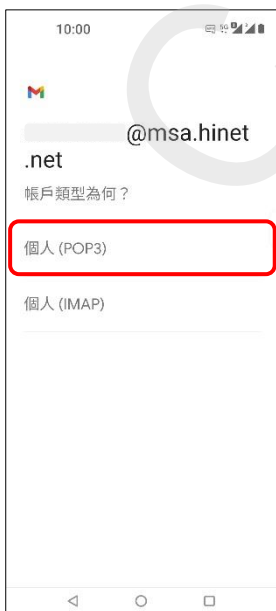 10:00
@msa.hinet
.net
帳戶類型為何？
個人 (POP3)
個人 (IMAP)